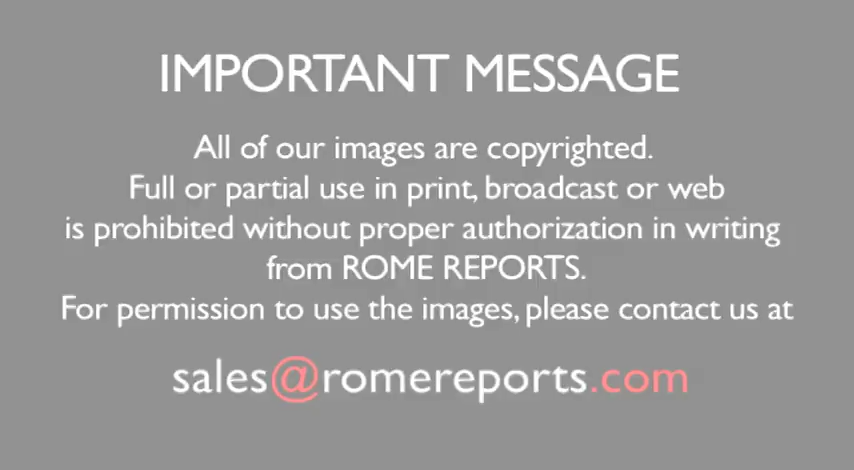 IMPORTANT MESSAGE
All of our images are copyrighted.
Full or partial use in print, broadcast or web
is prohibited without proper authorization in writing
from ROME REPORTS.
For permission to use the images, please contact us at
sales@romereports.com